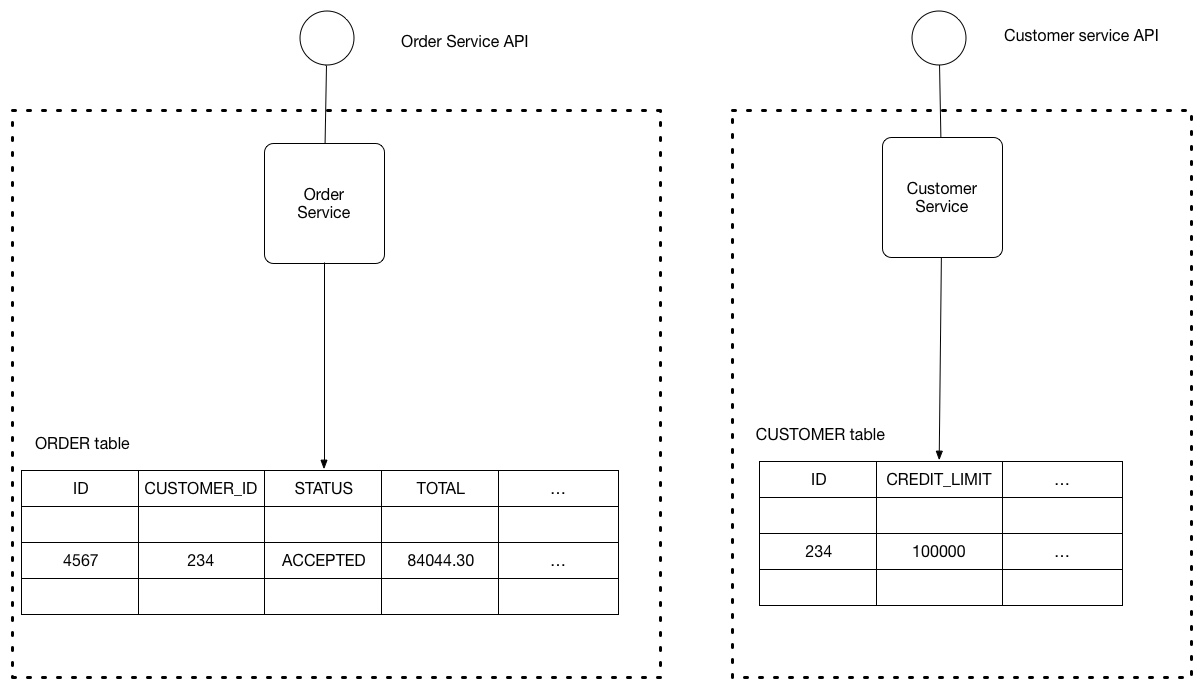 Order Service API
Customer service API
Order
Service
Customer
Service
ORDER table
ID CUSTOMER_ID STATUS TOTAL ...
4567 234 ACCEPTED 84044.30 ...
CUSTOMER table
ID CREDIT_LIMIT ...
234 100000 ...